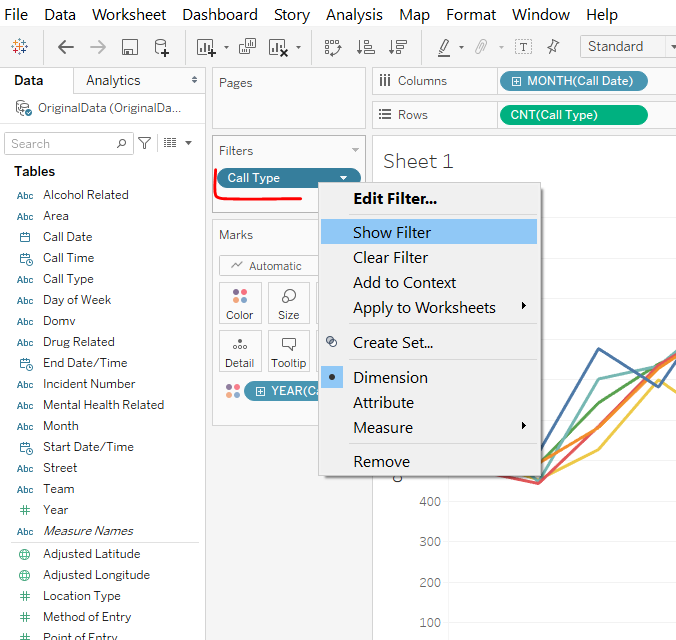 File Data Worksheet Dashboard Story Analysis Map Format Window Help
Standard
Data Analytics
OriginalData (OriginalDa...
Search
Tables
Abc Alcohol Related
Abc Area
Call Date
Call Time
Abc Call Type
Abc Day of Week
Abc Domv
Abc Drug Related
End Date/Time
Abc Incident Number
Abc Mental Health Related
Abc Month
Start Date/Time
Abc Street
Abc Team
Year
Abc Measure Names
Adjusted Latitude
Adjusted Longitude
Location Type
Method of Entry
Point of Entry
Pages
Filters
Call Type
Marks
Automatic
Color Size
Detail Tooltip
YEAR(Ca
Edit Filter...
Show Filter
Clear Filter
Add to Context
Apply to Worksheets
Create Set...
Dimension
Attribute
Measure
Remove
Columns MONTH(Call Date)
Rows CNT(Call Type)
Sheet 1
400
300
200
100